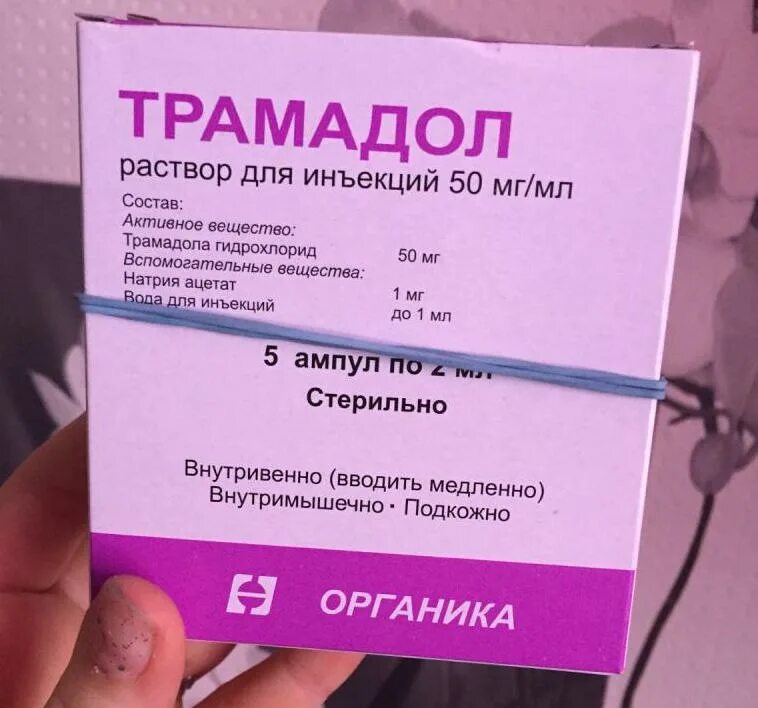 ТРАМАДОЛ
раствор для инъекций 50 мг/мл
Состав:
Активное вещество:
Трамадола гидрохлорид 50 мг
Вспомогательные вещества:
Натрия ацетат 1 мг
Вода для инъекций до 1 мл
5 ампул по 2 мл
Стерильно
Внутривенно (вводить медленно)
Внутримышечно · Подкожно
ОРГАНИКА